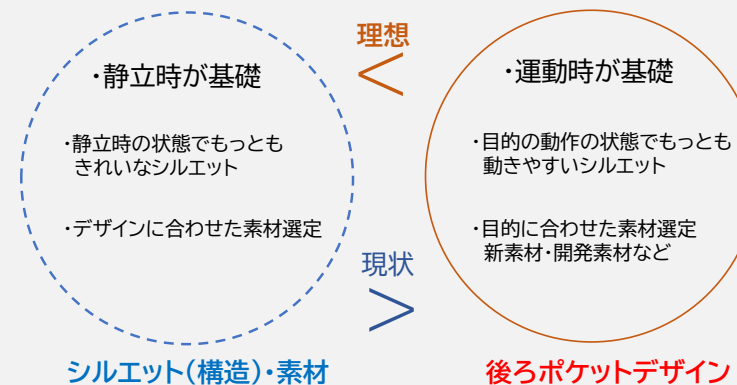 ・静立時が基礎
・静立時の状態でもっとも
きれいなシルエット
・デザインに合わせた素材選定
理想
<
現状
>
・運動時が基礎
・目的の動作の状態でもっとも
動きやすいシルエット
・目的に合わせた素材選定
新素材・開発素材など
シルエット(構造)・素材
後ろポケットデザイン